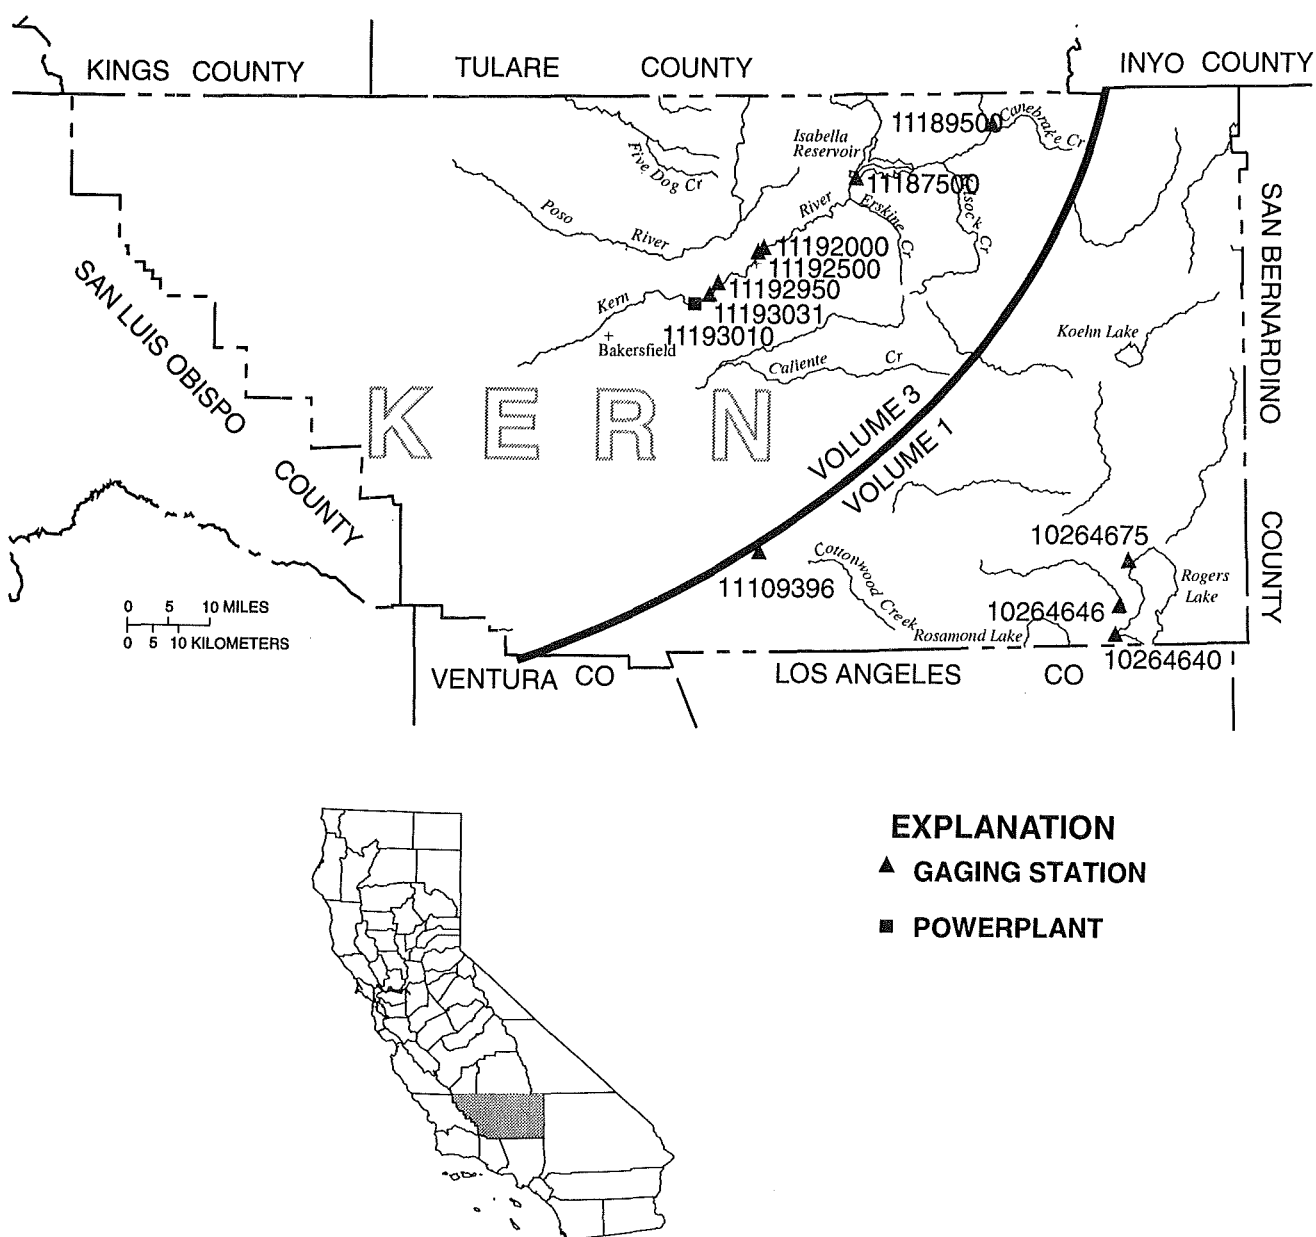 KINGS COUNTY
TULARE COUNTY
INYO COUNTY
11189500
Canebrake Cr
Isabella
Reservoir
Five Dog Cr
11187500
Poso River
River
Erskine Cr
11192000
11192500
11192950
11193031
11193010
Kern
Bakersfield
Koehn Lake
Caliente Cr
SAN LUIS OBISPO COUNTY
SAN BERNARDINO COUNTY
KERN
VOLUME 3
VOLUME 1
10264675
Cottonwood Creek
11109396
Rogers
Lake
10264646
Rosamond Lake
10264640
0 5 10 MILES
0 5 10 KILOMETERS
VENTURA CO
LOS ANGELES CO
EXPLANATION
GAGING STATION
POWERPLANT